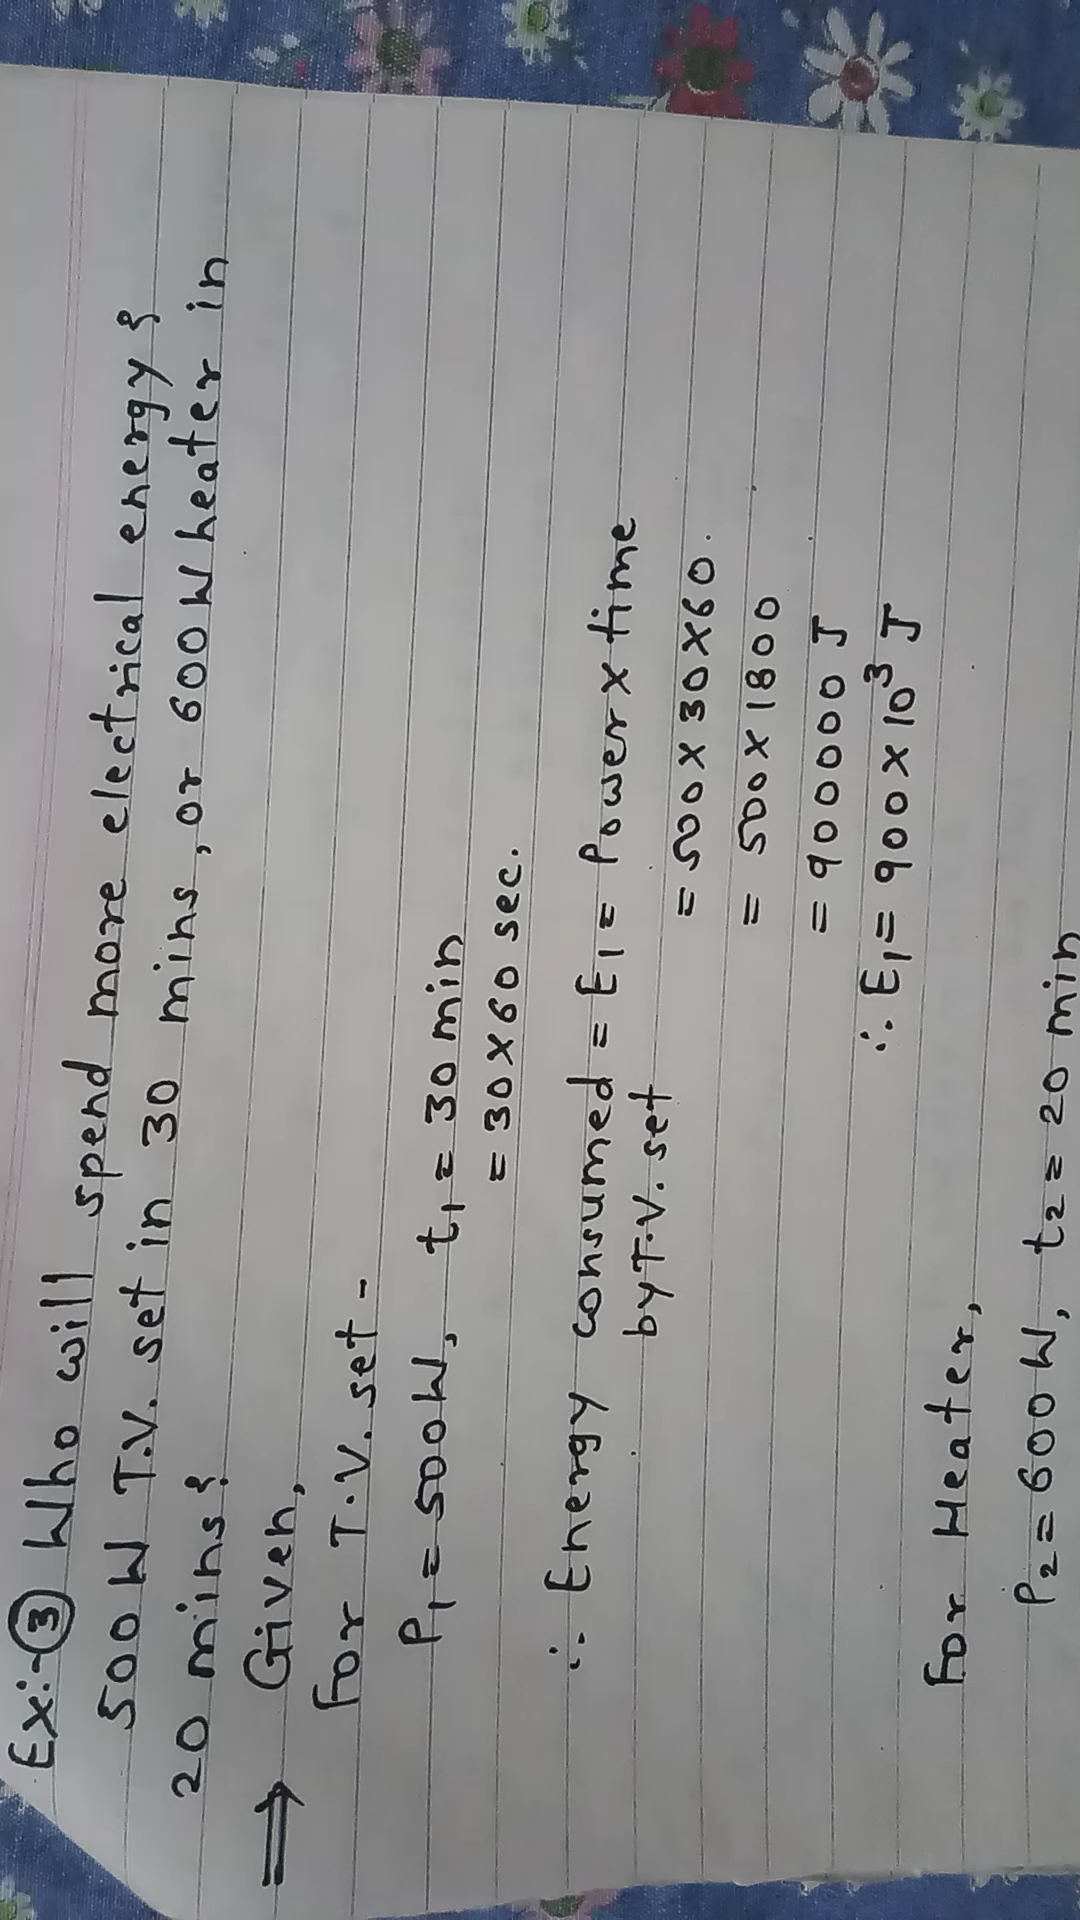 Ex:-③ Who will spend more electrical energy?
500 W T.V. set in 30 mins, or 600 W heater in
20 mins?
⇒ Given,
For T.V. set -
P₁ = 500 W, t₁ = 30 min
= 30 × 60 sec.
∴ Energy consumed = E₁ = Power × time
by T.V. set
= 500 × 30 × 60.
= 500 × 1800
= 900000 J
∴ E₁ = 900 × 10³ J
For Heater,
P₂ = 600 W, t₂ = 20 min